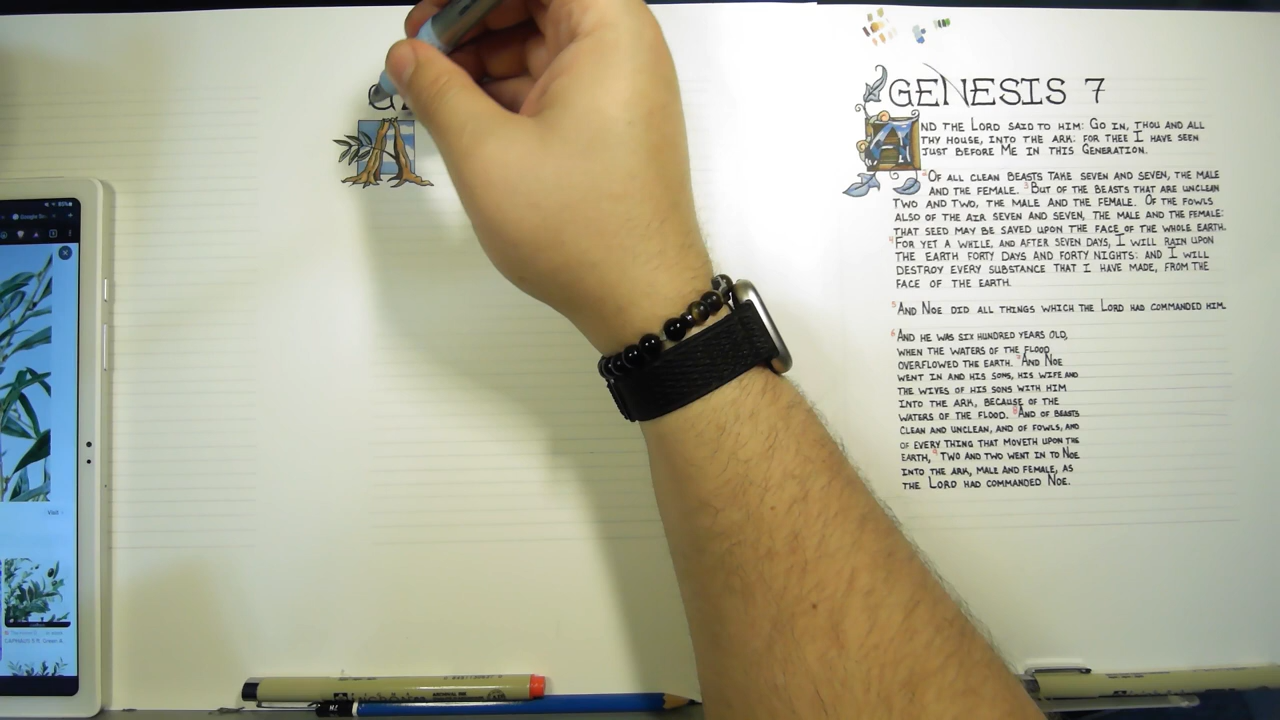 GENESIS 7
AND THE LORD SAID TO HIM: GO IN, THOU AND ALL
THY HOUSE, INTO THE ARK: FOR THEE I HAVE SEEN
JUST BEFORE ME IN THIS GENERATION.
2 OF ALL CLEAN BEASTS TAKE SEVEN AND SEVEN, THE MALE
AND THE FEMALE. 3 BUT OF THE BEASTS THAT ARE UNCLEAN
TWO AND TWO, THE MALE AND THE FEMALE. OF THE FOWLS
ALSO OF THE AIR SEVEN AND SEVEN, THE MALE AND THE FEMALE:
THAT SEED MAY BE SAVED UPON THE FACE OF THE WHOLE EARTH.
4 FOR YET A WHILE, AND AFTER SEVEN DAYS, I WILL RAIN UPON
THE EARTH FORTY DAYS AND FORTY NIGHTS: AND I WILL
DESTROY EVERY SUBSTANCE THAT I HAVE MADE, FROM THE
FACE OF THE EARTH.
5 AND NOE DID ALL THINGS WHICH THE LORD HAD COMMANDED HIM.
6 AND HE WAS SIX HUNDRED YEARS OLD,
WHEN THE WATERS OF THE FLOOD
OVERFLOWED THE EARTH. 7 AND NOE
WENT IN AND HIS SONS, HIS WIFE AND
THE WIVES OF HIS SONS WITH HIM
INTO THE ARK, BECAUSE OF THE
WATERS OF THE FLOOD. 8 AND OF BEASTS
CLEAN AND UNCLEAN, AND OF FOWLS, AND
OF EVERY THING THAT MOVETH UPON THE
EARTH, 9 TWO AND TWO WENT IN TO NOE
INTO THE ARK, MALE AND FEMALE, AS
THE LORD HAD COMMANDED NOE.
A
Visit